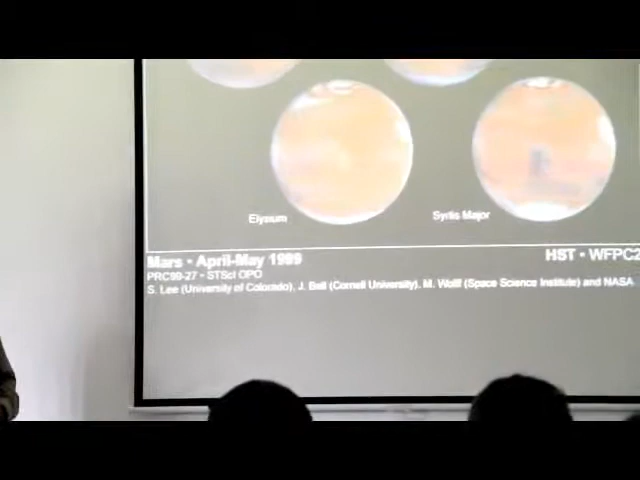 Elysium
Syrtis Major
Mars • April-May 1999
HST • WFPC2
PRC99-27 • STScI OPO
S. Lee (University of Colorado), J. Bell (Cornell University), M. Wolff (Space Science Institute) and NASA